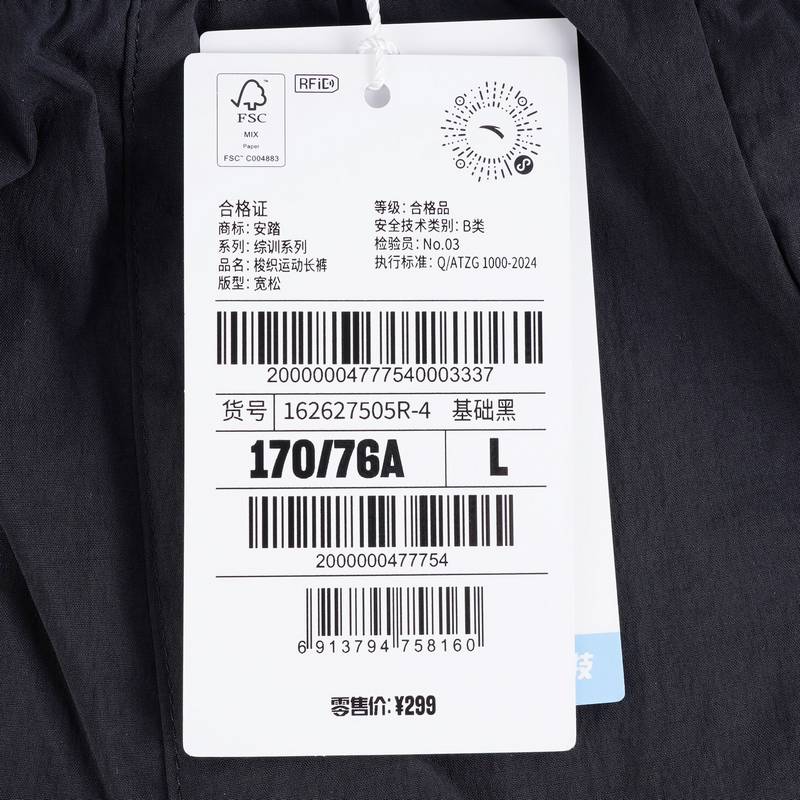 FSC
MIX
Paper
FSC™ C004883
RFiD
合格证
商标: 安踏
系列: 综训系列
品名: 梭织运动长裤
版型: 宽松
等级: 合格品
安全技术类别: B类
检验员: No.03
执行标准: Q/ATZG 1000-2024
20000004777540003337
货号 162627505R-4 基础黑
170/76A L
2000000477754
6 913794 758160
零售价: ¥299
技